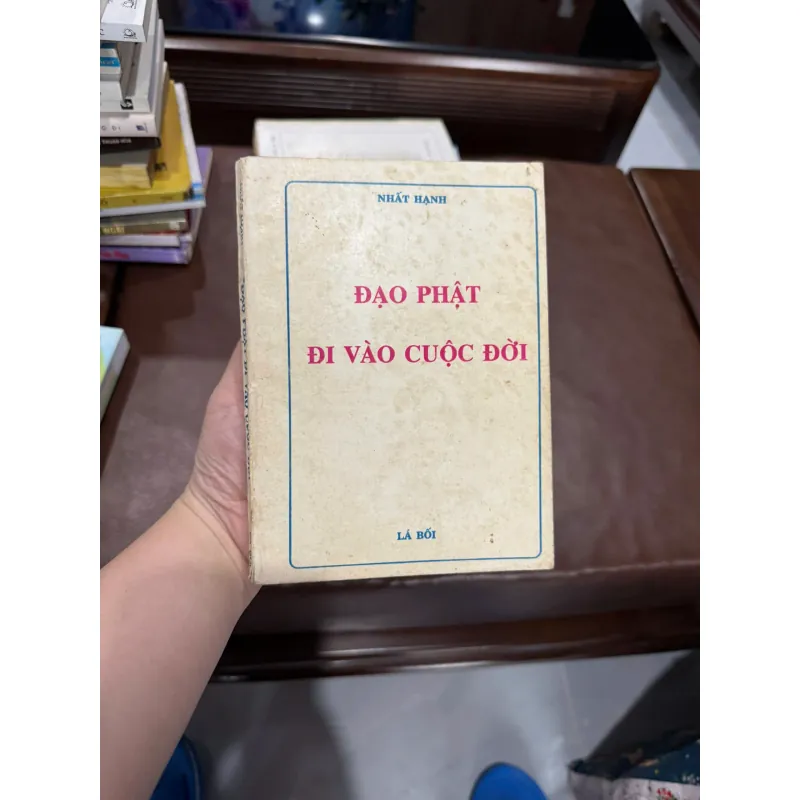 NHẤT HẠNH
ĐẠO PHẬT
ĐI VÀO CUỘC ĐỜI
LÁ BỐI